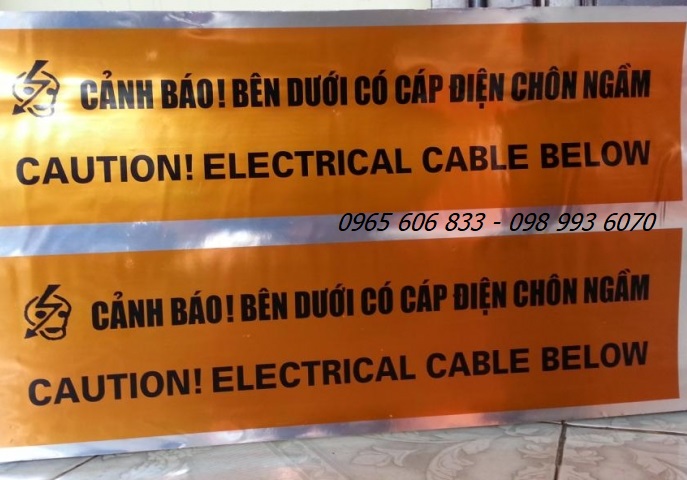 CẢNH BÁO! BÊN DƯỚI CÓ CÁP ĐIỆN CHÔN NGẦM
CAUTION! ELECTRICAL CABLE BELOW
0965 606 833 - 098 993 6070
CẢNH BÁO! BÊN DƯỚI CÓ CÁP ĐIỆN CHÔN NGẦM
CAUTION! ELECTRICAL CABLE BELOW